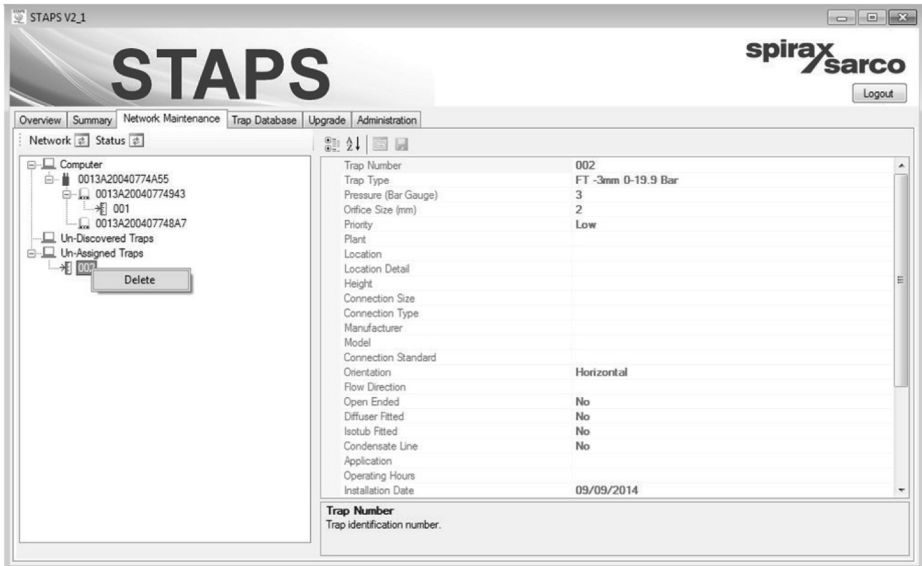 STAPS V2_1
STAPS
spirax
sarco
Logout
Overview Summary Network Maintenance Trap Database Upgrade Administration
Network Status
Computer
0013A20040774A55
0013A20040774943
001
0013A200407748A7
Un-Discovered Traps
Un-Assigned Traps
002
Delete
Trap Number 002
Trap Type FT -3mm 0-19.9 Bar
Pressure (Bar Gauge) 3
Orifice Size (mm) 2
Priority Low
Plant
Location
Location Detail
Height
Connection Size
Connection Type
Manufacturer
Model
Connection Standard
Orientation Horizontal
Flow Direction
Open Ended No
Diffuser Fitted No
Isotub Fitted No
Condensate Line No
Application
Operating Hours
Installation Date 09/09/2014
Trap Number
Trap identification number.